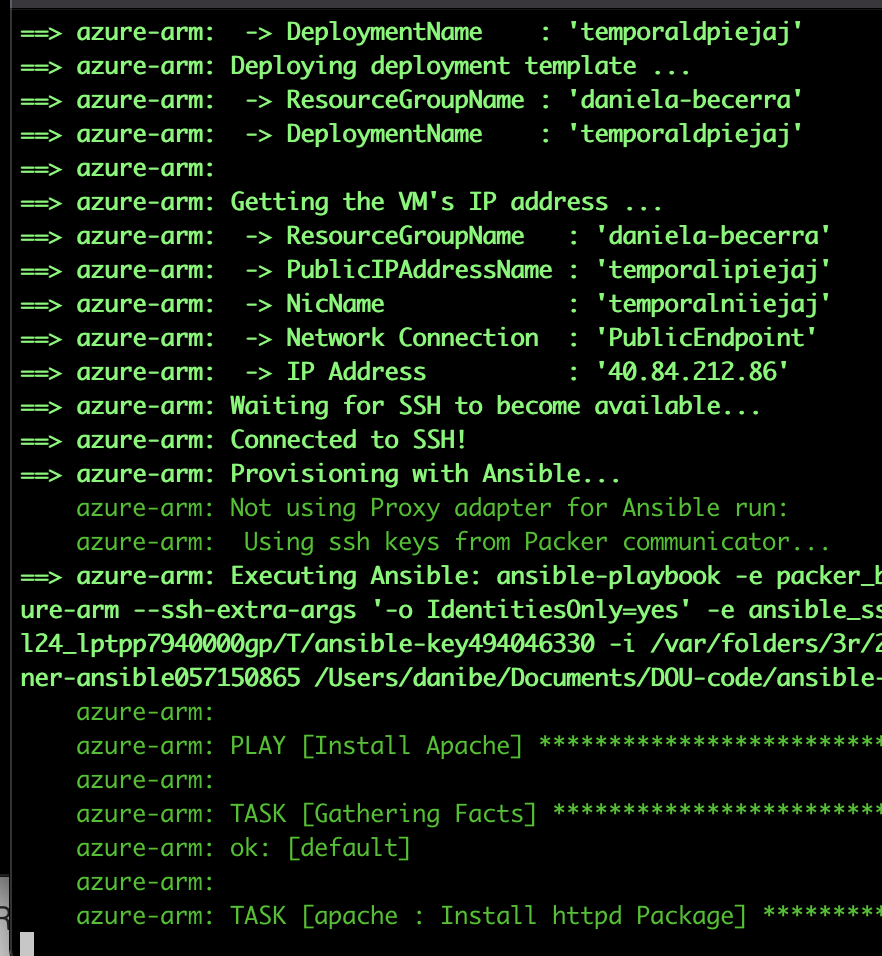 ==> azure-arm:  -> DeploymentName    : 'temporaldpiejaj'
==> azure-arm: Deploying deployment template ...
==> azure-arm:  -> ResourceGroupName : 'daniela-becerra'
==> azure-arm:  -> DeploymentName    : 'temporaldpiejaj'
==> azure-arm:
==> azure-arm: Getting the VM's IP address ...
==> azure-arm:  -> ResourceGroupName   : 'daniela-becerra'
==> azure-arm:  -> PublicIPAddressName : 'temporalipiejaj'
==> azure-arm:  -> NicName             : 'temporalniiejaj'
==> azure-arm:  -> Network Connection  : 'PublicEndpoint'
==> azure-arm:  -> IP Address          : '40.84.212.86'
==> azure-arm: Waiting for SSH to become available...
==> azure-arm: Connected to SSH!
==> azure-arm: Provisioning with Ansible...
    azure-arm: Not using Proxy adapter for Ansible run:
    azure-arm:  Using ssh keys from Packer communicator...
==> azure-arm: Executing Ansible: ansible-playbook -e packer_b
ure-arm --ssh-extra-args '-o IdentitiesOnly=yes' -e ansible_ss
l24_lptpp7940000gp/T/ansible-key494046330 -i /var/folders/3r/2
ner-ansible057150865 /Users/danibe/Documents/DOU-code/ansible-
    azure-arm:
    azure-arm: PLAY [Install Apache] *************************
    azure-arm:
    azure-arm: TASK [Gathering Facts] ************************
    azure-arm: ok: [default]
    azure-arm:
    azure-arm: TASK [apache : Install httpd Package] *********